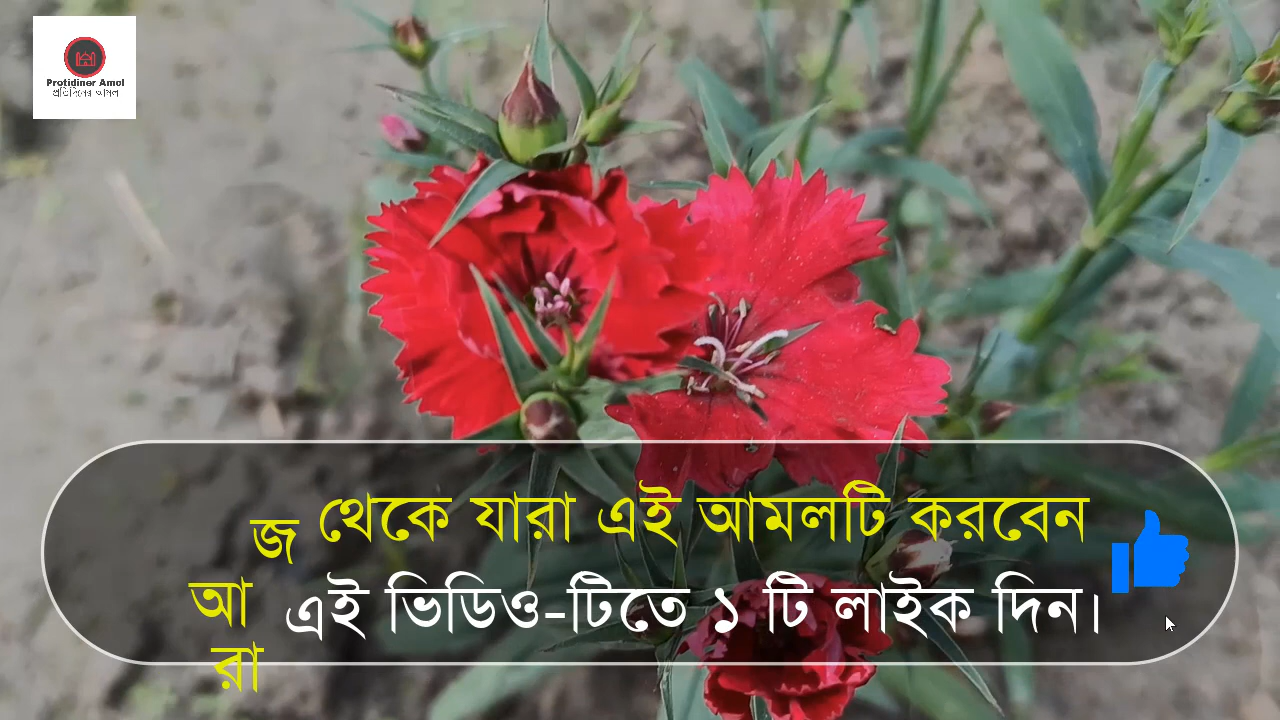 Protidiner Amol
প্রতিদিনের আমল
জ থেকে যারা এই আমলটি করবেন
আ এই ভিডিও-টিতে ১ টি লাইক দিন।
রা